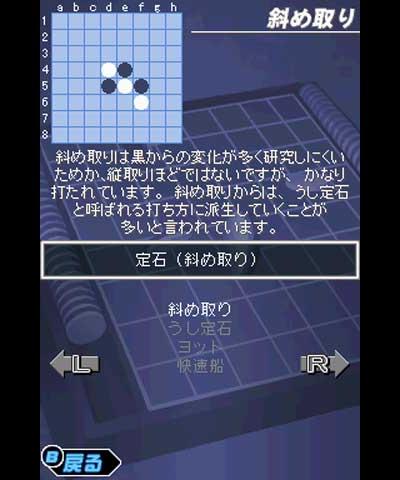 斜め取り
a b c d e f g h
1
2
3
4
5
6
7
8
斜め取りは黒からの変化が多く研究しにくい
ためか、縦取りほどではないですが、かなり
打たれています。斜め取りからは、うし定石
と呼ばれる打ち方に派生していくことが
多いと言われています。
定石（斜め取り）
斜め取り
うし定石
ヨット
快速船
L
R
B 戻る